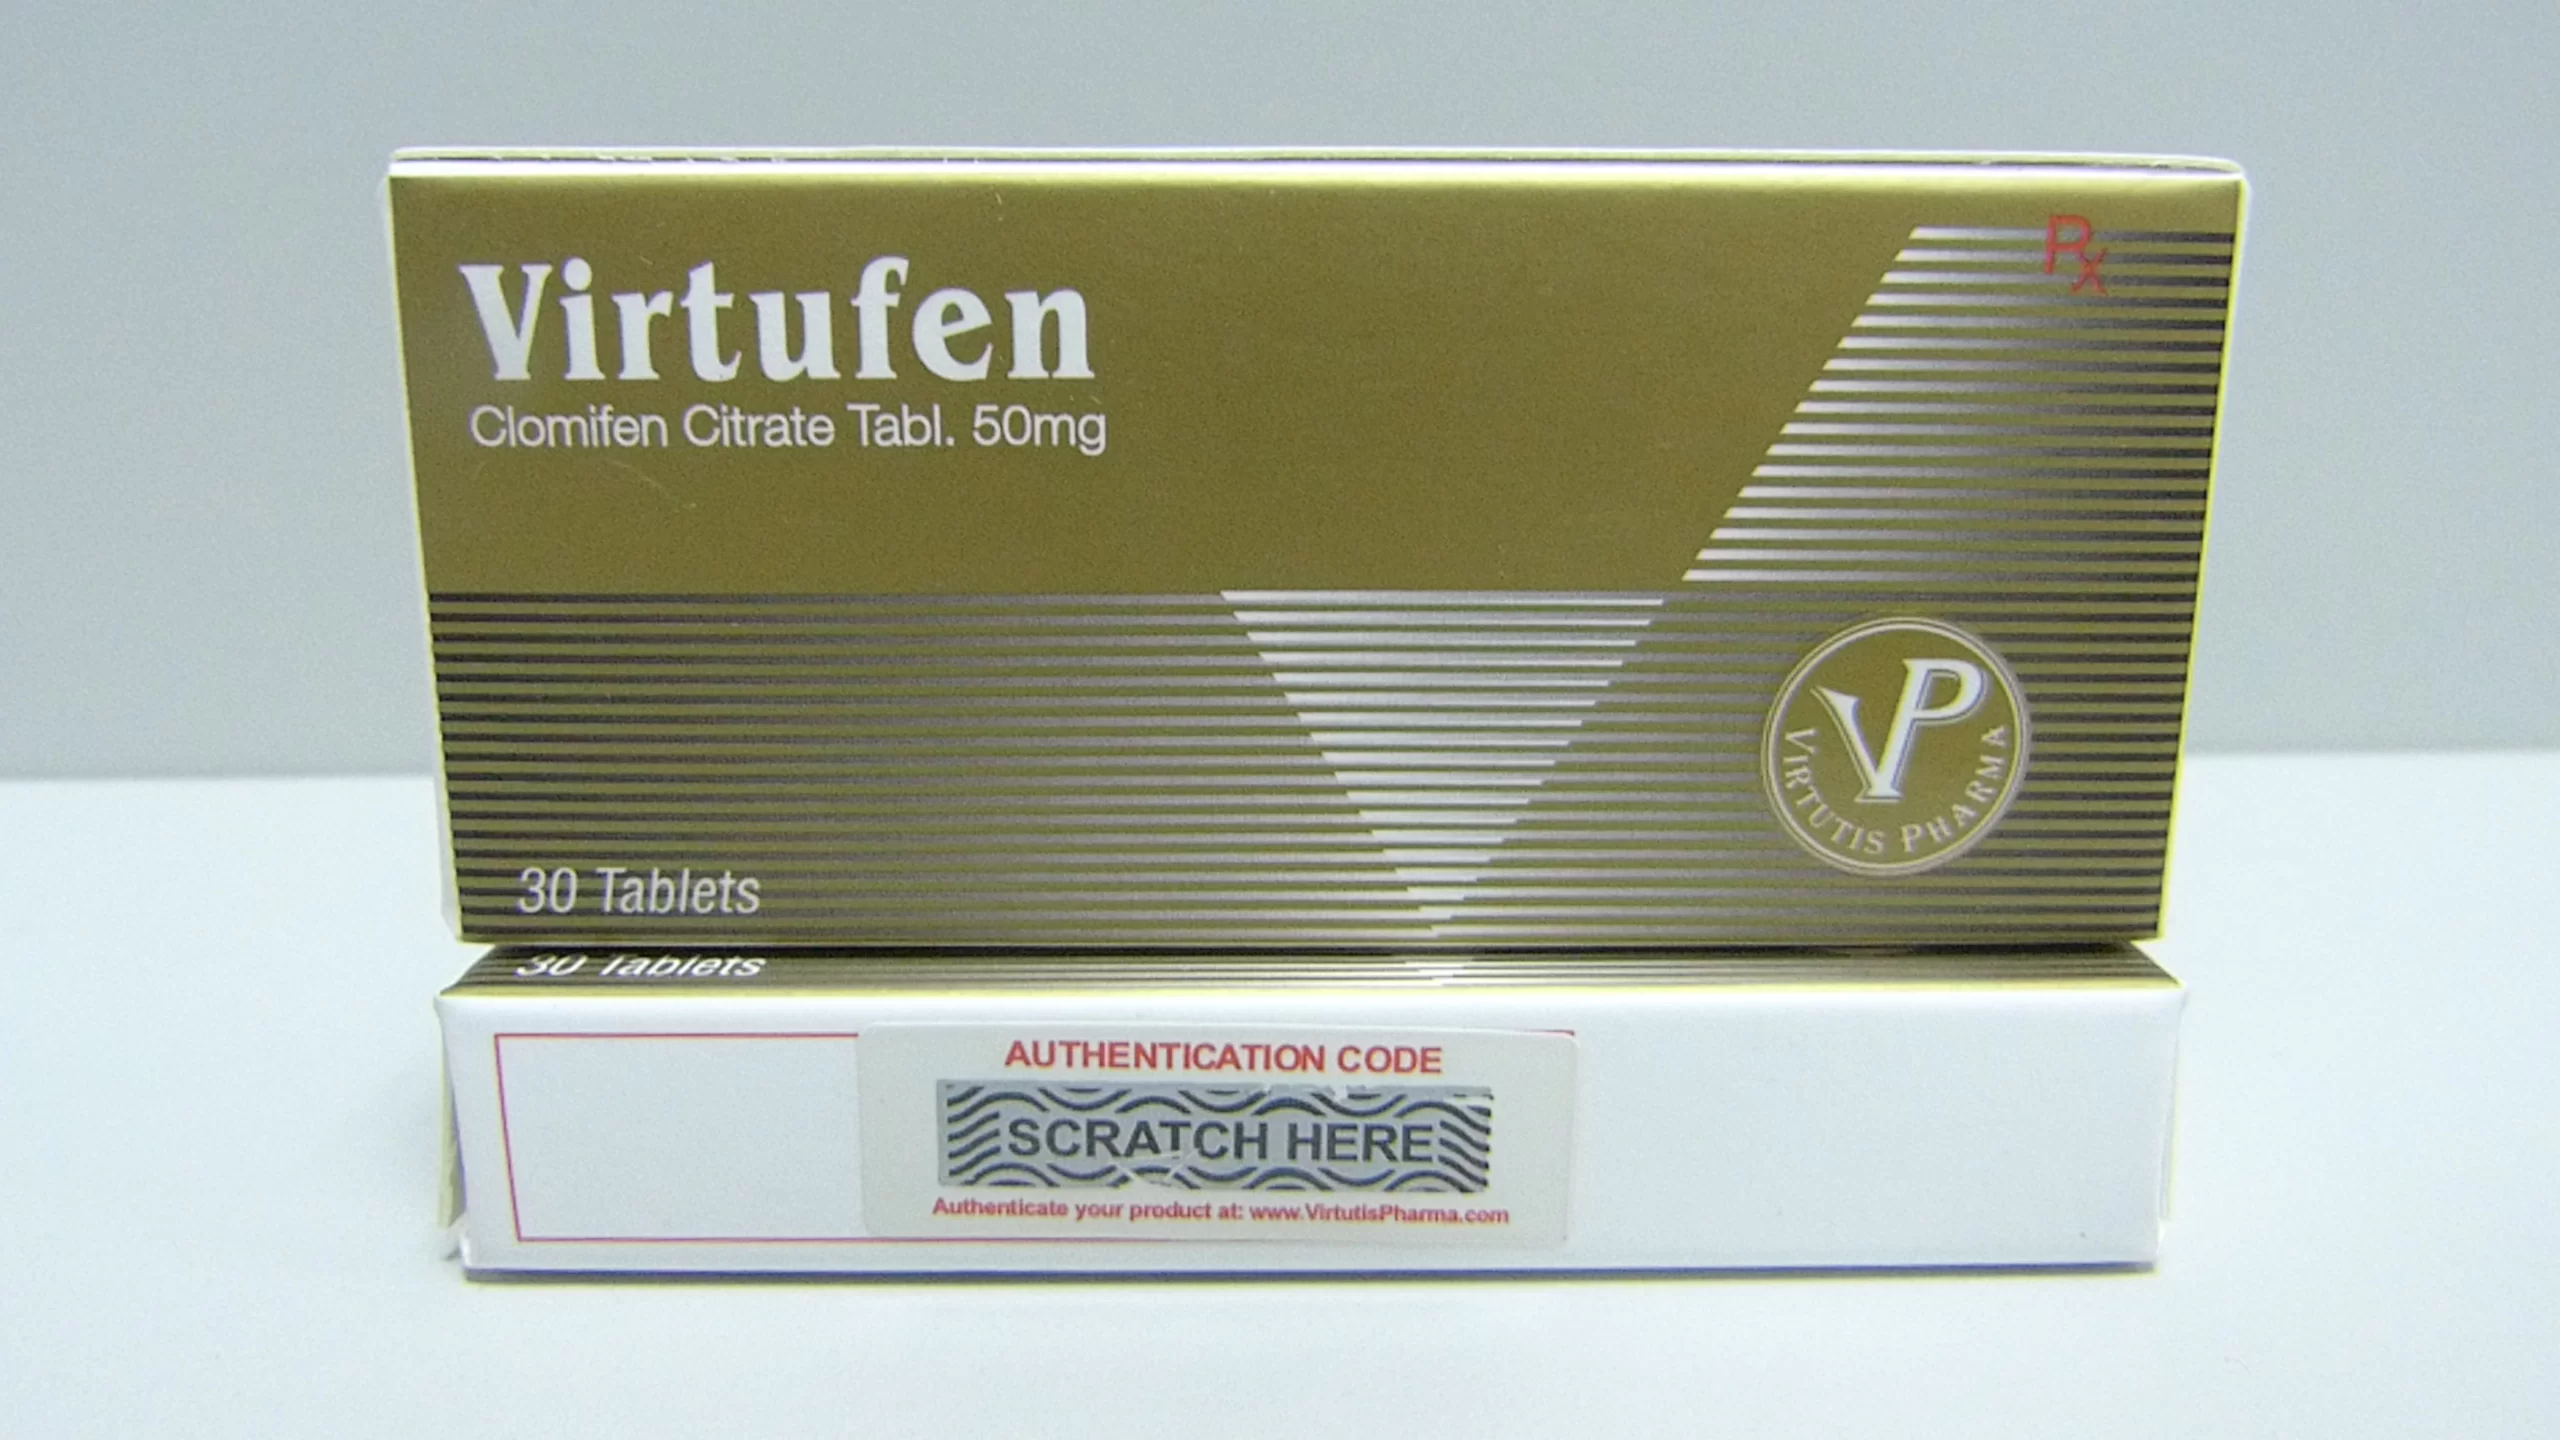 Rx
Virtufen
Clomifen Citrate Tabl. 50mg
VP
VIRTUTIS PHARMA
30 Tablets
30 Tablets
AUTHENTICATION CODE
SCRATCH HERE
Authenticate your product at: www.VirtutisPharma.com